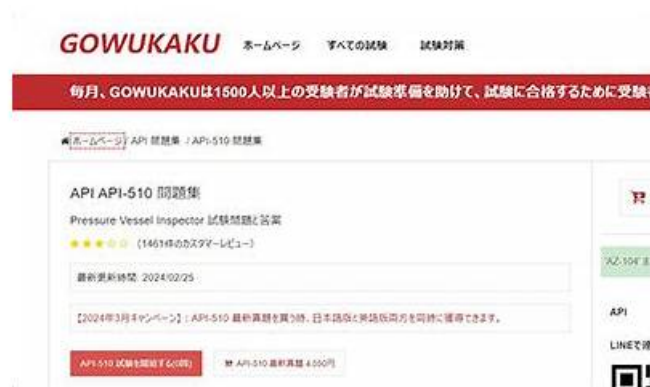 GOWUKAKU ホームページ すべての試験 試験対策
毎月、GOWUKAKUは1500人以上の受験者が試験準備を助けて、試験に合格するために受験者
ホームページ / API 問題集 / API-510 問題集
API API-510 問題集
Pressure Vessel Inspector 試験問題と答案
(1461件のカスタマーレビュー)
最新更新時間: 2024/02/25
【2024年3月キャンペーン】: API-510 最新真題を買う時、日本語版と英語版両方を同時に獲得できます。
API-510 試験を開始する(0問) API-510 最新真題 4,550円
'AZ-104' ま
API
LINEで連